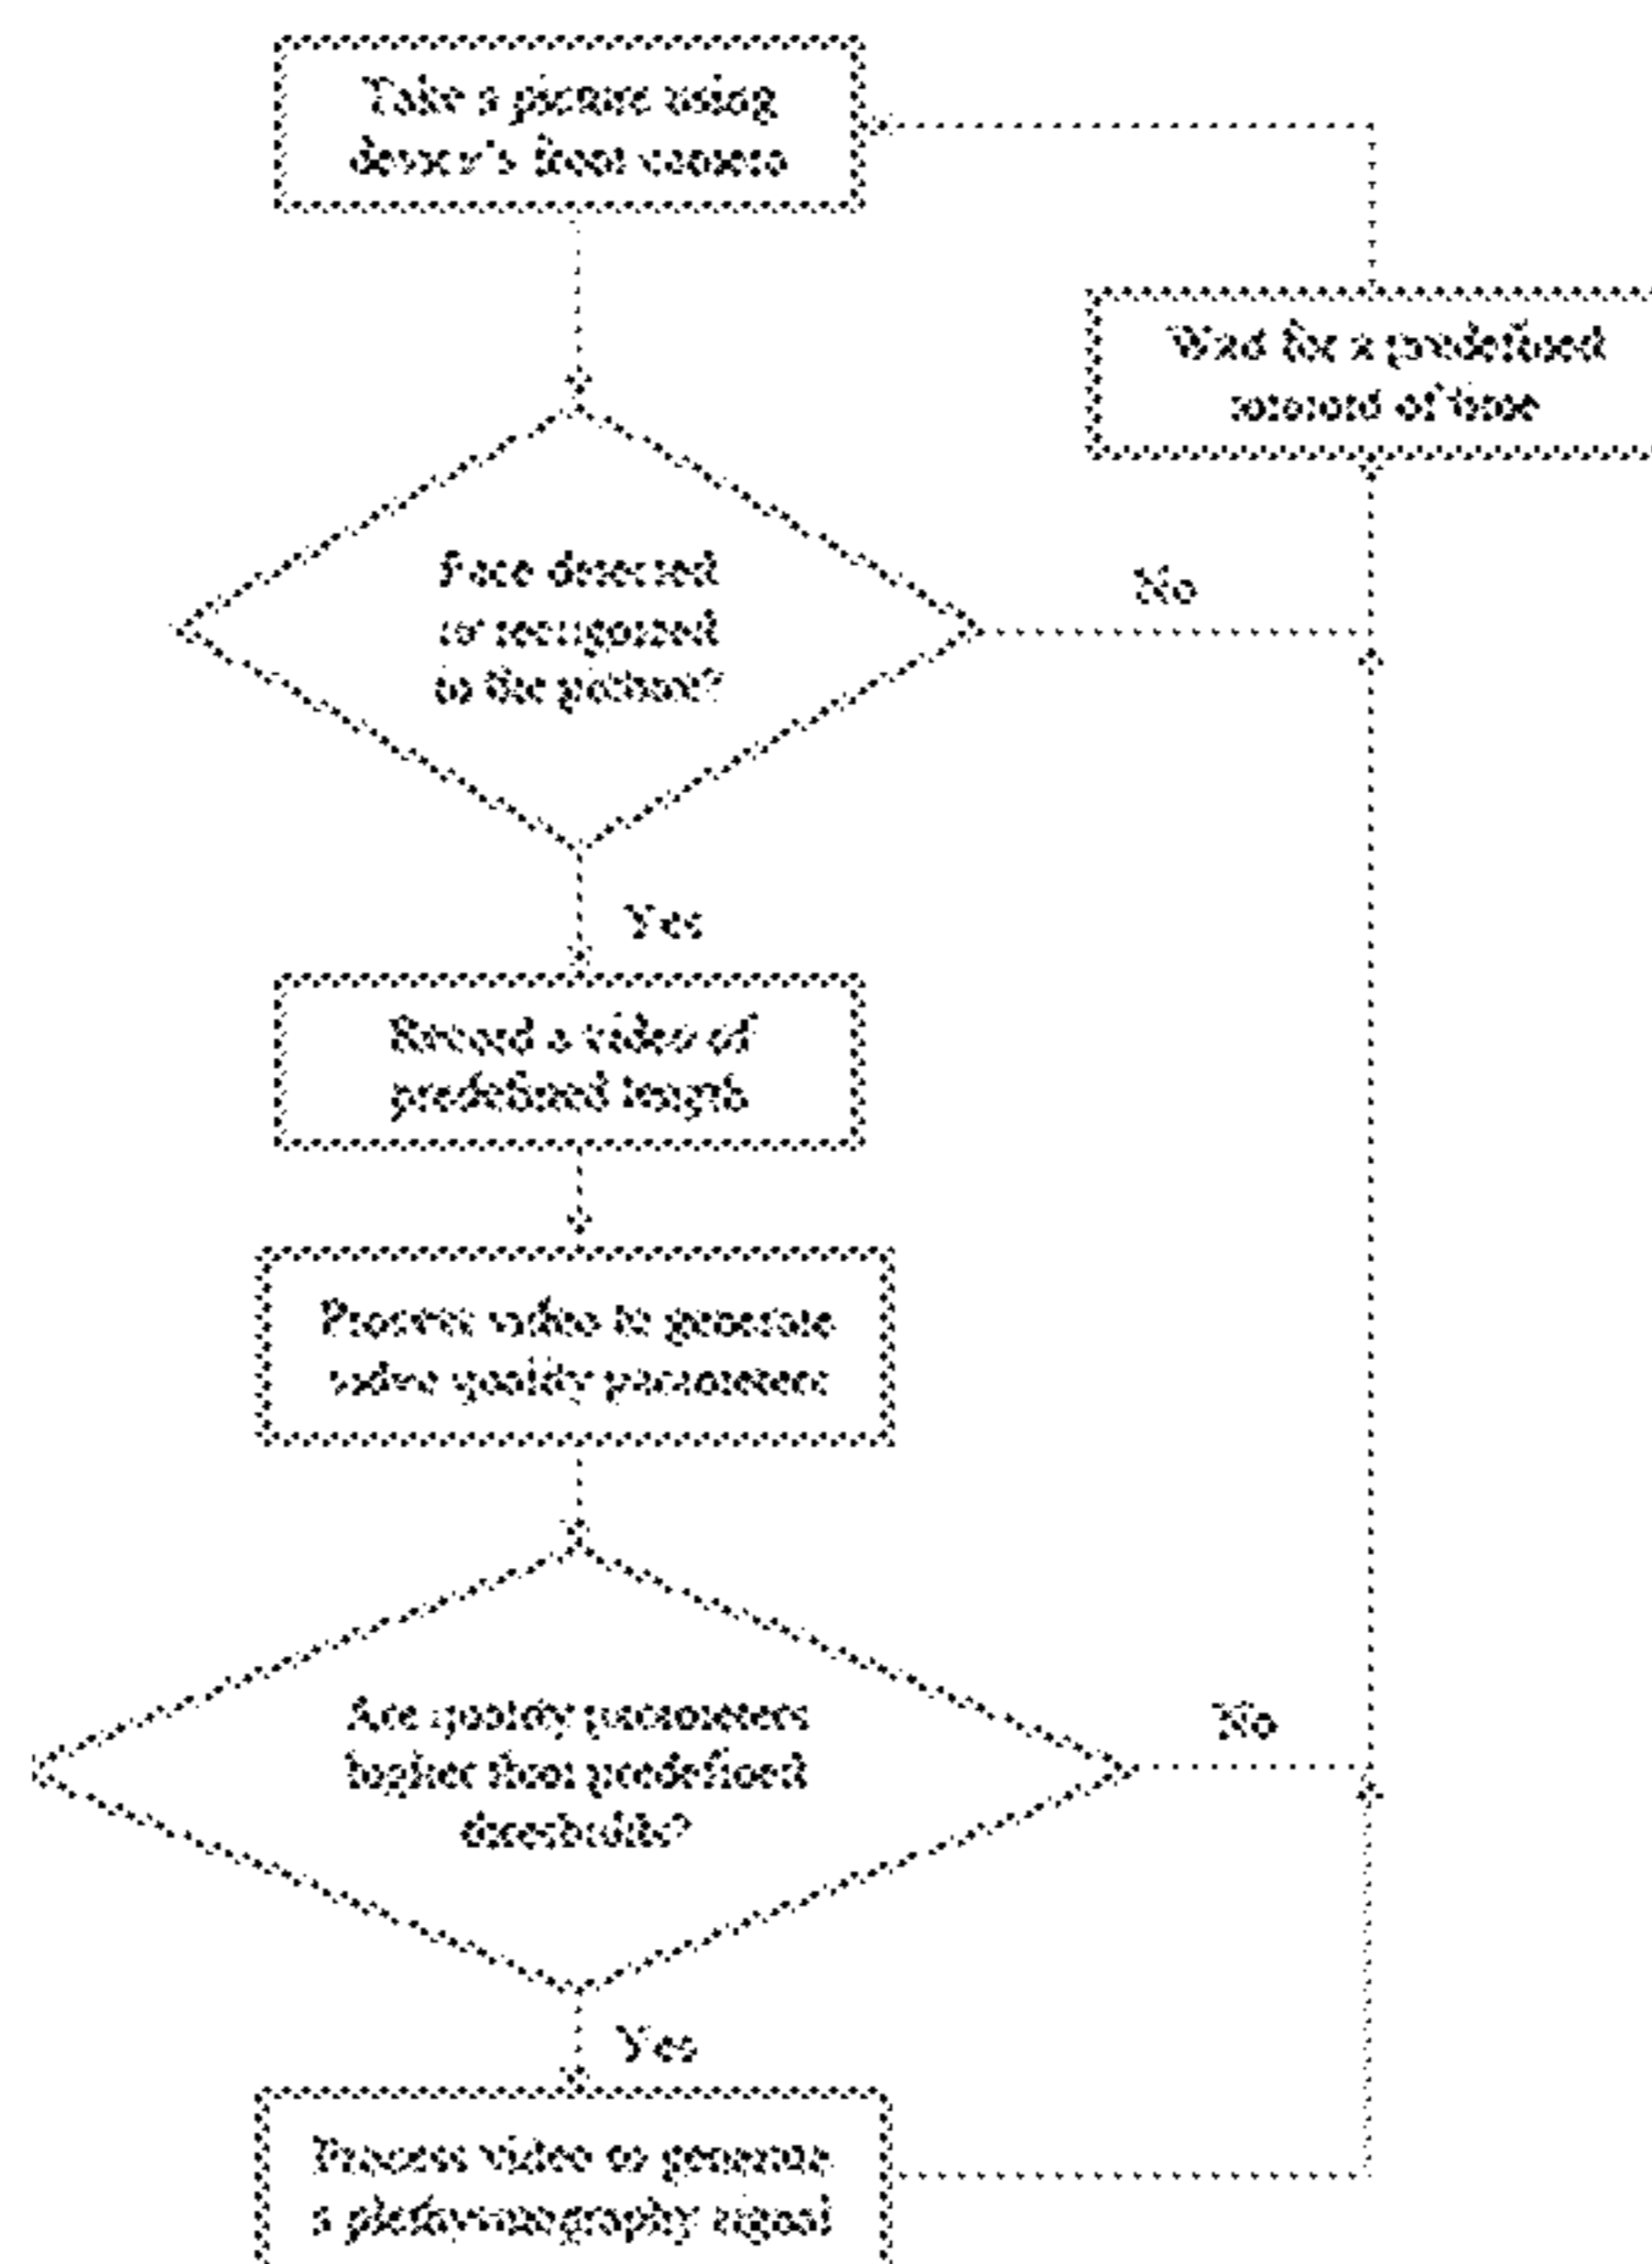 Take a picture using
device's front camera
Wait for a predefined
amount of time
Face detected
or recognized
in the picture?
No
Yes
Record a video of
predefined length
Process video to generate
video quality parameters
Are quality parameters
higher than predefined
thresholds?
No
Yes
Process video to generate
a plethysmography signal